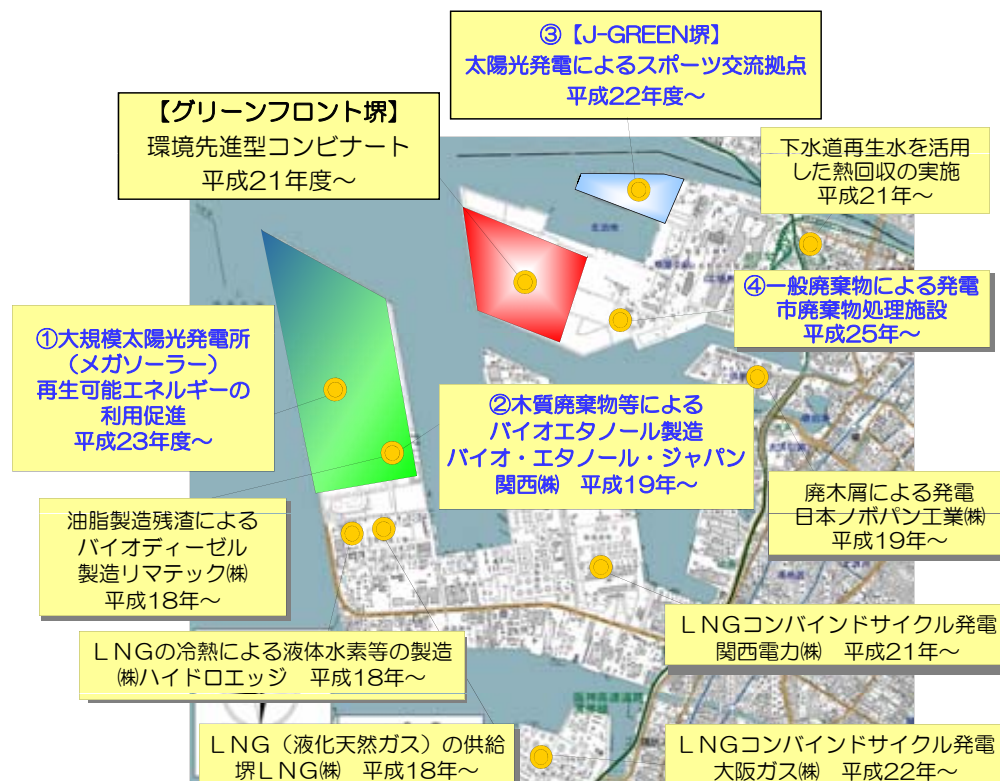 ③【J-GREEN堺】
太陽光発電によるスポーツ交流拠点
平成22年度～
【グリーンフロント堺】
環境先進型コンビナート
平成21年度～
下水道再生水を活用
した熱回収の実施
平成21年～
④一般廃棄物による発電
市廃棄物処理施設
平成25年～
①大規模太陽光発電所
（メガソーラー）
再生可能エネルギーの
利用促進
平成23年度～
②木質廃棄物等による
バイオエタノール製造
バイオ・エタノール・ジャパン
関西㈱　平成19年～
廃木屑による発電
日本ノボパン工業㈱
平成19年～
油脂製造残渣による
バイオディーゼル
製造リマテック㈱
平成18年～
ＬＮＧコンバインドサイクル発電
関西電力㈱　平成21年～
ＬＮＧの冷熱による液体水素等の製造
㈱ハイドロエッジ　平成18年～
ＬＮＧ（液化天然ガス）の供給
堺ＬＮＧ㈱　平成18年～
ＬＮＧコンバインドサイクル発電
大阪ガス㈱　平成22年～